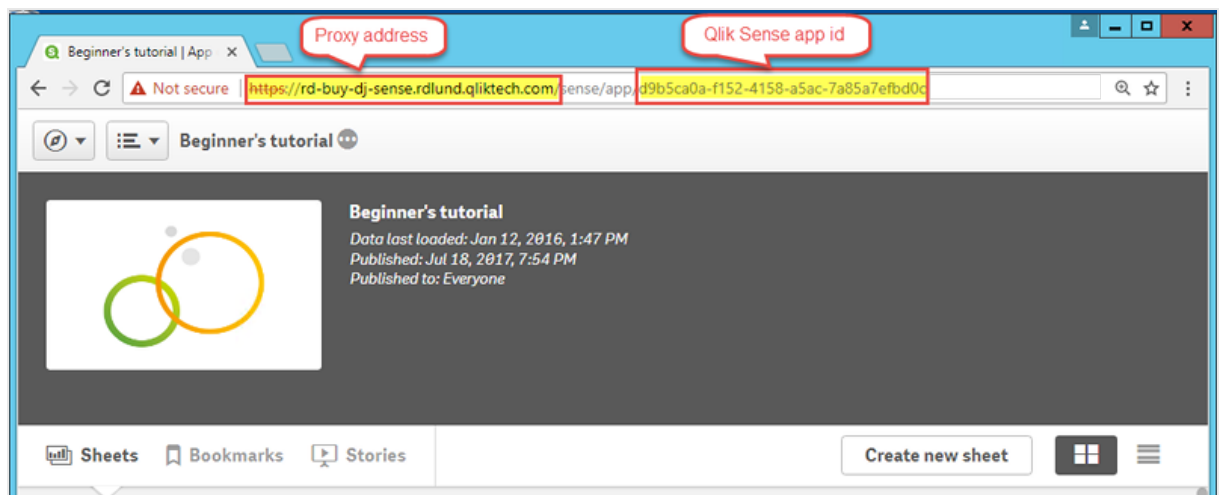 Proxy address
Qlik Sense app id
Beginner's tutorial | App
Not secure | https://rd-buy-dj-sense.rdlund.qliktech.com/sense/app/d9b5ca0a-f152-4158-a5ac-7a85a7efbd0c
Beginner's tutorial
Beginner's tutorial
Data last loaded: Jan 12, 2016, 1:47 PM
Published: Jul 18, 2017, 7:54 PM
Published to: Everyone
Sheets Bookmarks Stories Create new sheet